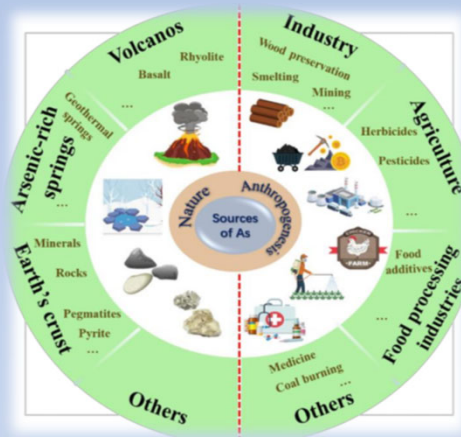 Volcanos
Rhyolite
Basalt
...
Arsenic-rich
springs
Geothermal
springs
...
Earth's crust
Minerals
Rocks
Pegmatites
Pyrite
...
Others
Industry
Wood preservation
Smelting
Mining
...
Agriculture
Herbicides
Pesticides
...
Food processing
industries
Food
additives
...
Others
Medicine
Coal burning
...
Nature
Anthropogenesis
Sources
of As
FARM